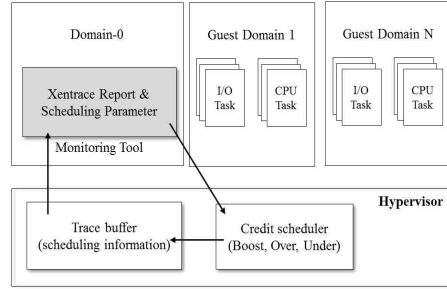 Domain-0
Xentrace Report &
Scheduling Parameter
Monitoring Tool
Guest Domain 1
I/O
Task
CPU
Task
Guest Domain N
I/O
Task
CPU
Task
Hypervisor
Trace buffer
(scheduling information)
Credit scheduler
(Boost, Over, Under)